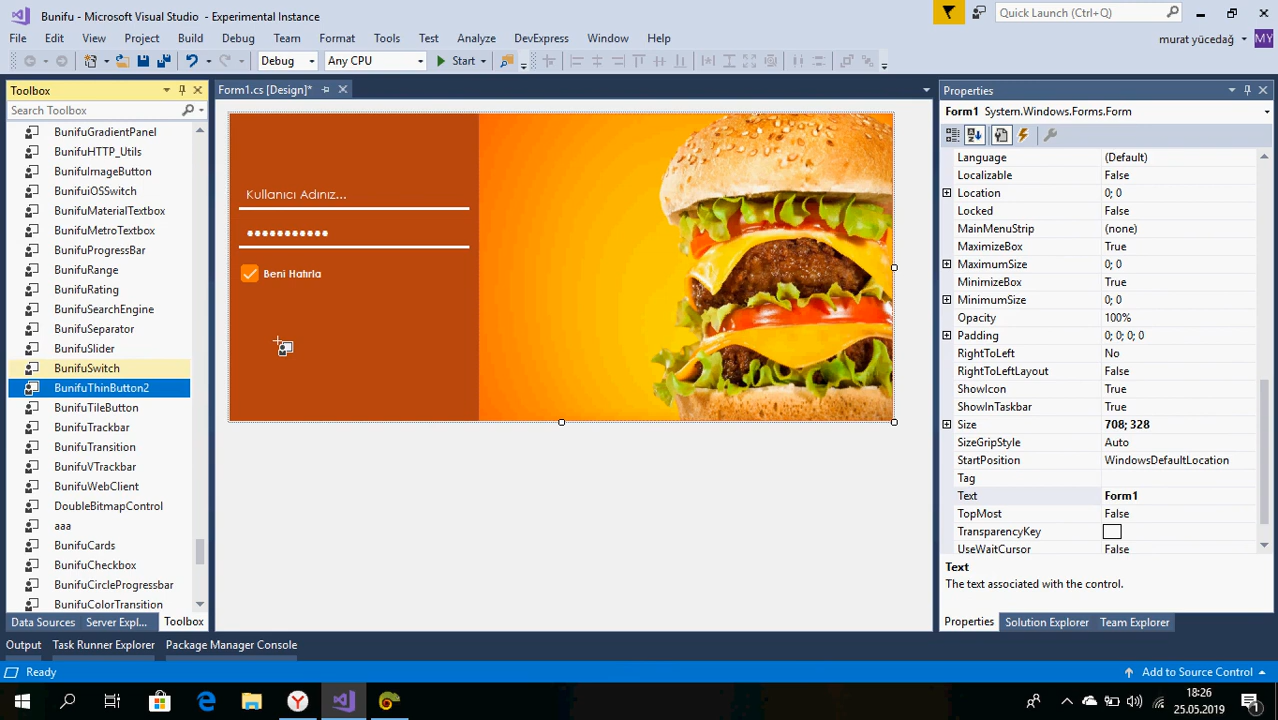 Bunifu - Microsoft Visual Studio - Experimental Instance
Quick Launch (Ctrl+Q)
File Edit View Project Build Debug Team Format Tools Test Analyze DevExpress Window Help
murat yücedağ MY
Debug Any CPU Start
Toolbox
Search Toolbox
BunifuGradientPanel
BunifuHTTP_Utils
BunifuImageButton
BunifuiOSSwitch
BunifuMaterialTextbox
BunifuMetroTextbox
BunifuProgressBar
BunifuRange
BunifuRating
BunifuSearchEngine
BunifuSeparator
BunifuSlider
BunifuSwitch
BunifuThinButton2
BunifuTileButton
BunifuTrackbar
BunifuTransition
BunifuVTrackbar
BunifuWebClient
DoubleBitmapControl
aaa
BunifuCards
BunifuCheckbox
BunifuCircleProgressbar
BunifuColorTransition
Data Sources Server Expl... Toolbox
Form1.cs [Design]*
Kullanıcı Adınız...
Beni Hatırla
Properties
Form1 System.Windows.Forms.Form
Language (Default)
Localizable False
Location 0; 0
Locked False
MainMenuStrip (none)
MaximizeBox True
MaximumSize 0; 0
MinimizeBox True
MinimumSize 0; 0
Opacity 100%
Padding 0; 0; 0; 0
RightToLeft No
RightToLeftLayout False
ShowIcon True
ShowInTaskbar True
Size 708; 328
SizeGripStyle Auto
StartPosition WindowsDefaultLocation
Tag
Text Form1
TopMost False
TransparencyKey
UseWaitCursor False
Text
The text associated with the control.
Properties Solution Explorer Team Explorer
Output Task Runner Explorer Package Manager Console
Ready
Add to Source Control
18:26
25.05.2019
1